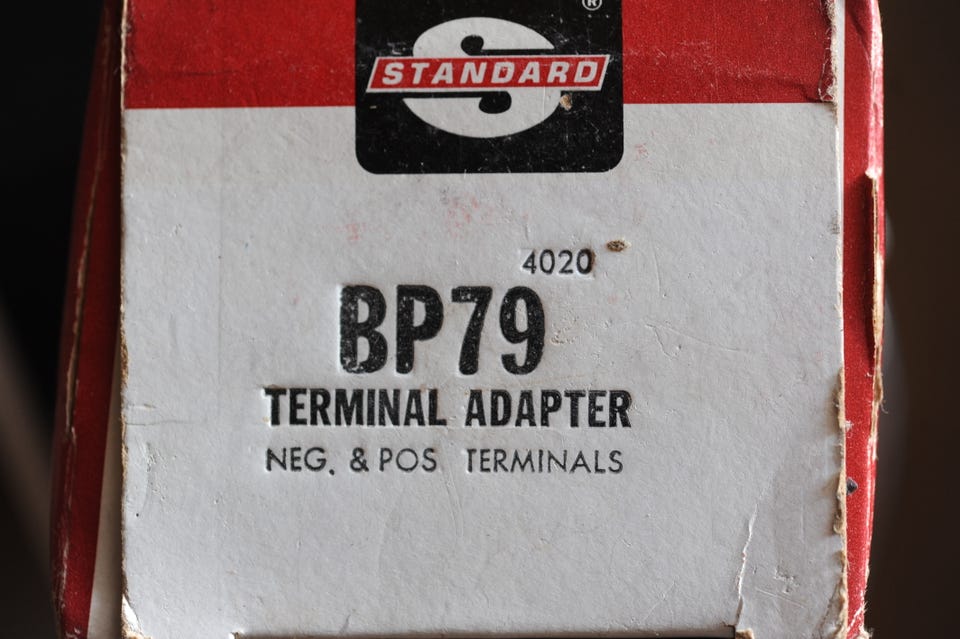 ®
STANDARD
4020
BP79
TERMINAL ADAPTER
NEG. & POS TERMINALS